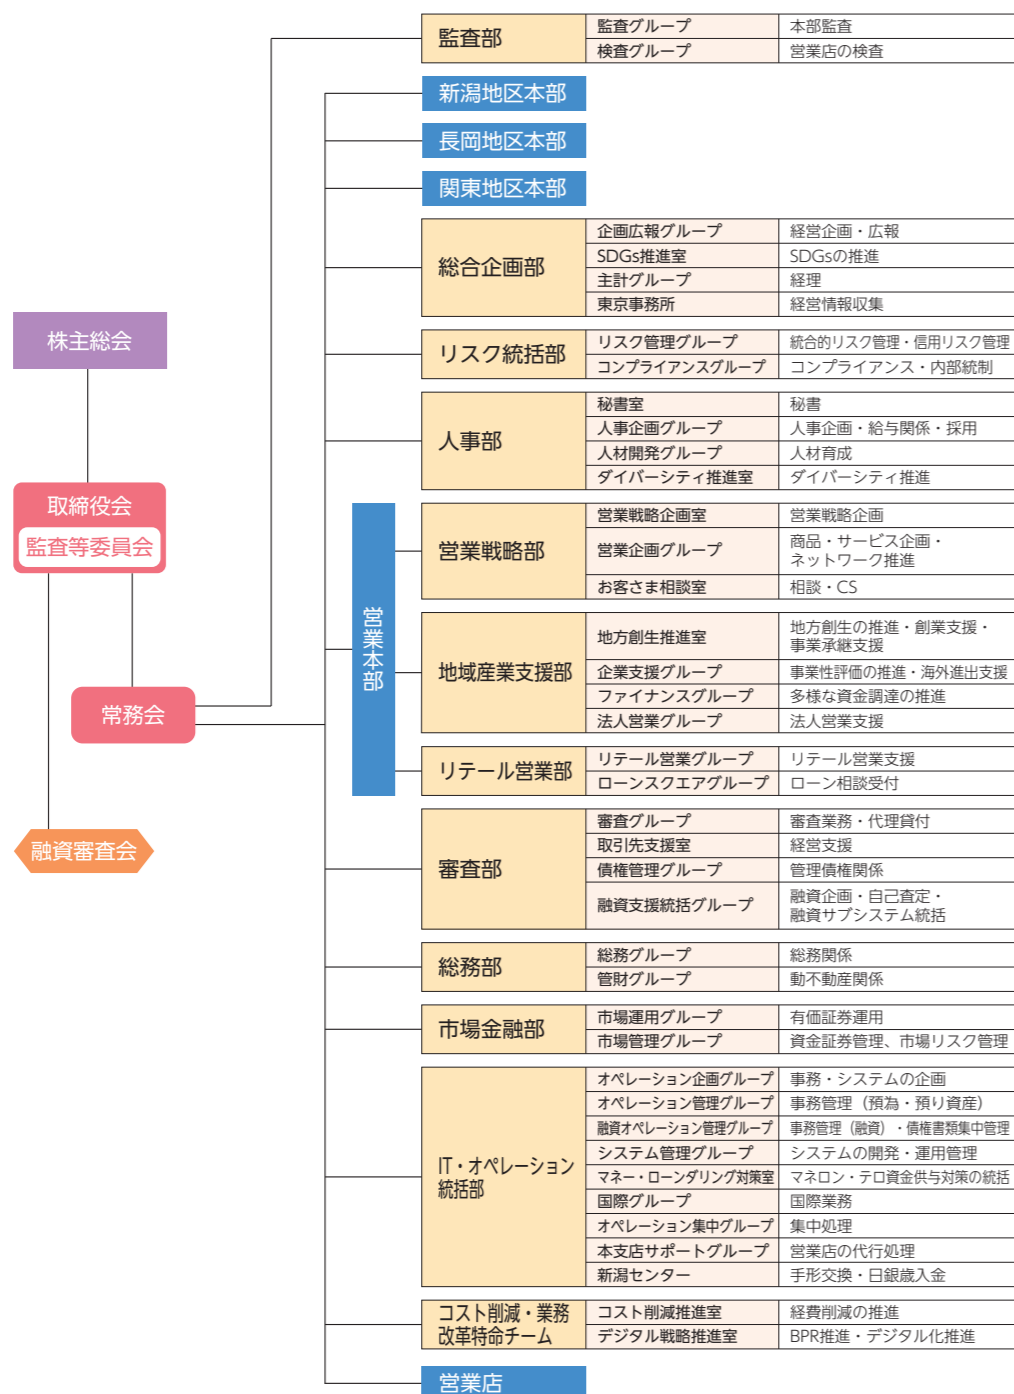 株主総会
取締役会
監査等委員会
常務会
融資審査会
監査部
監査グループ 本部監査
検査グループ 営業店の検査
新潟地区本部
長岡地区本部
関東地区本部
総合企画部
企画広報グループ 経営企画・広報
SDGs推進室 SDGsの推進
主計グループ 経理
東京事務所 経営情報収集
リスク統括部
リスク管理グループ 統合的リスク管理・信用リスク管理
コンプライアンスグループ コンプライアンス・内部統制
人事部
秘書室 秘書
人事企画グループ 人事企画・給与関係・採用
人材開発グループ 人材育成
ダイバーシティ推進室 ダイバーシティ推進
営業本部
営業戦略部
営業戦略企画室 営業戦略企画
営業企画グループ 商品・サービス企画・
ネットワーク推進
お客さま相談室 相談・CS
地域産業支援部
地方創生推進室 地方創生の推進・創業支援・
事業承継支援
企業支援グループ 事業性評価の推進・海外進出支援
ファイナンスグループ 多様な資金調達の推進
法人営業グループ 法人営業支援
リテール営業部
リテール営業グループ リテール営業支援
ローンスクエアグループ ローン相談受付
審査部
審査グループ 審査業務・代理貸付
取引先支援室 経営支援
債権管理グループ 管理債権関係
融資支援統括グループ 融資企画・自己査定・
融資サブシステム統括
総務部
総務グループ 総務関係
管財グループ 動不動産関係
市場金融部
市場運用グループ 有価証券運用
市場管理グループ 資金証券管理、市場リスク管理
IT・オペレーション
統括部
オペレーション企画グループ 事務・システムの企画
オペレーション管理グループ 事務管理（預為・預り資産）
融資オペレーション管理グループ 事務管理（融資）・債権書類集中管理
システム管理グループ システムの開発・運用管理
マネー・ローンダリング対策室 マネロン・テロ資金供与対策の統括
国際グループ 国際業務
オペレーション集中グループ 集中処理
本支店サポートグループ 営業店の代行処理
新潟センター 手形交換・日銀歳入金
コスト削減・業務
改革特命チーム
コスト削減推進室 経費削減の推進
デジタル戦略推進室 BPR推進・デジタル化推進
営業店